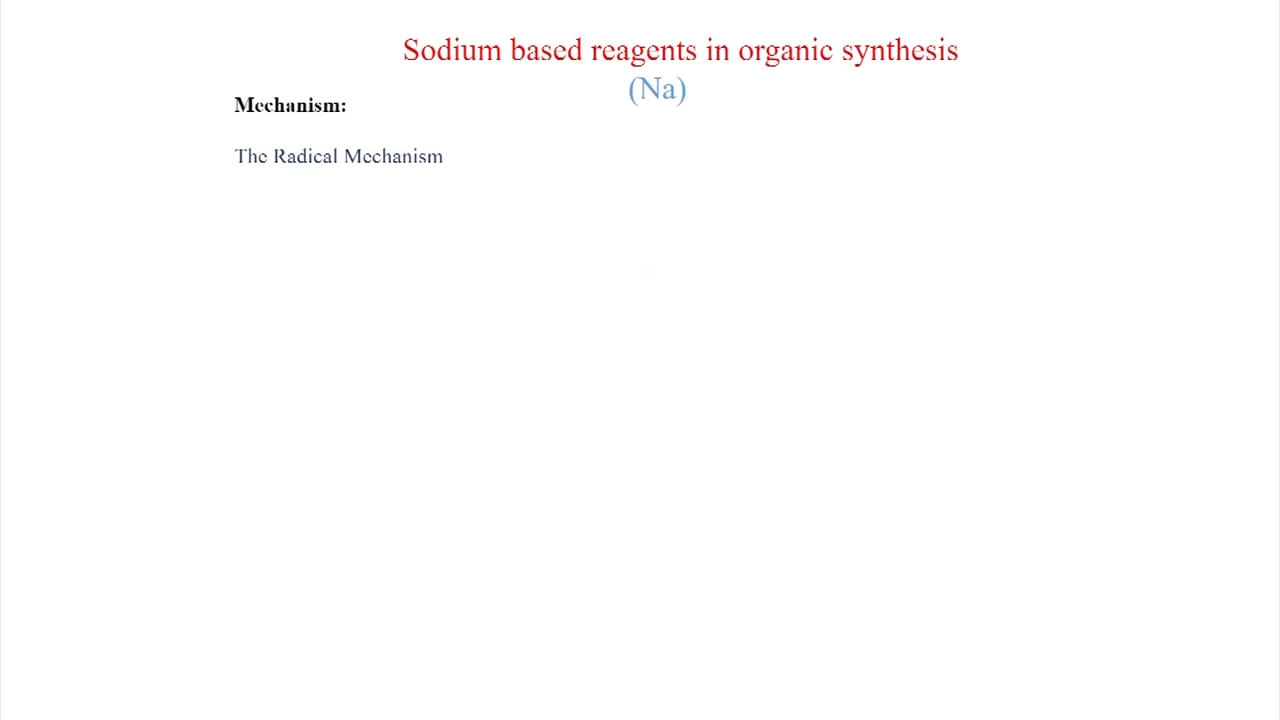 Sodium based reagents in organic synthesis
(Na)
Mechanism:
The Radical Mechanism